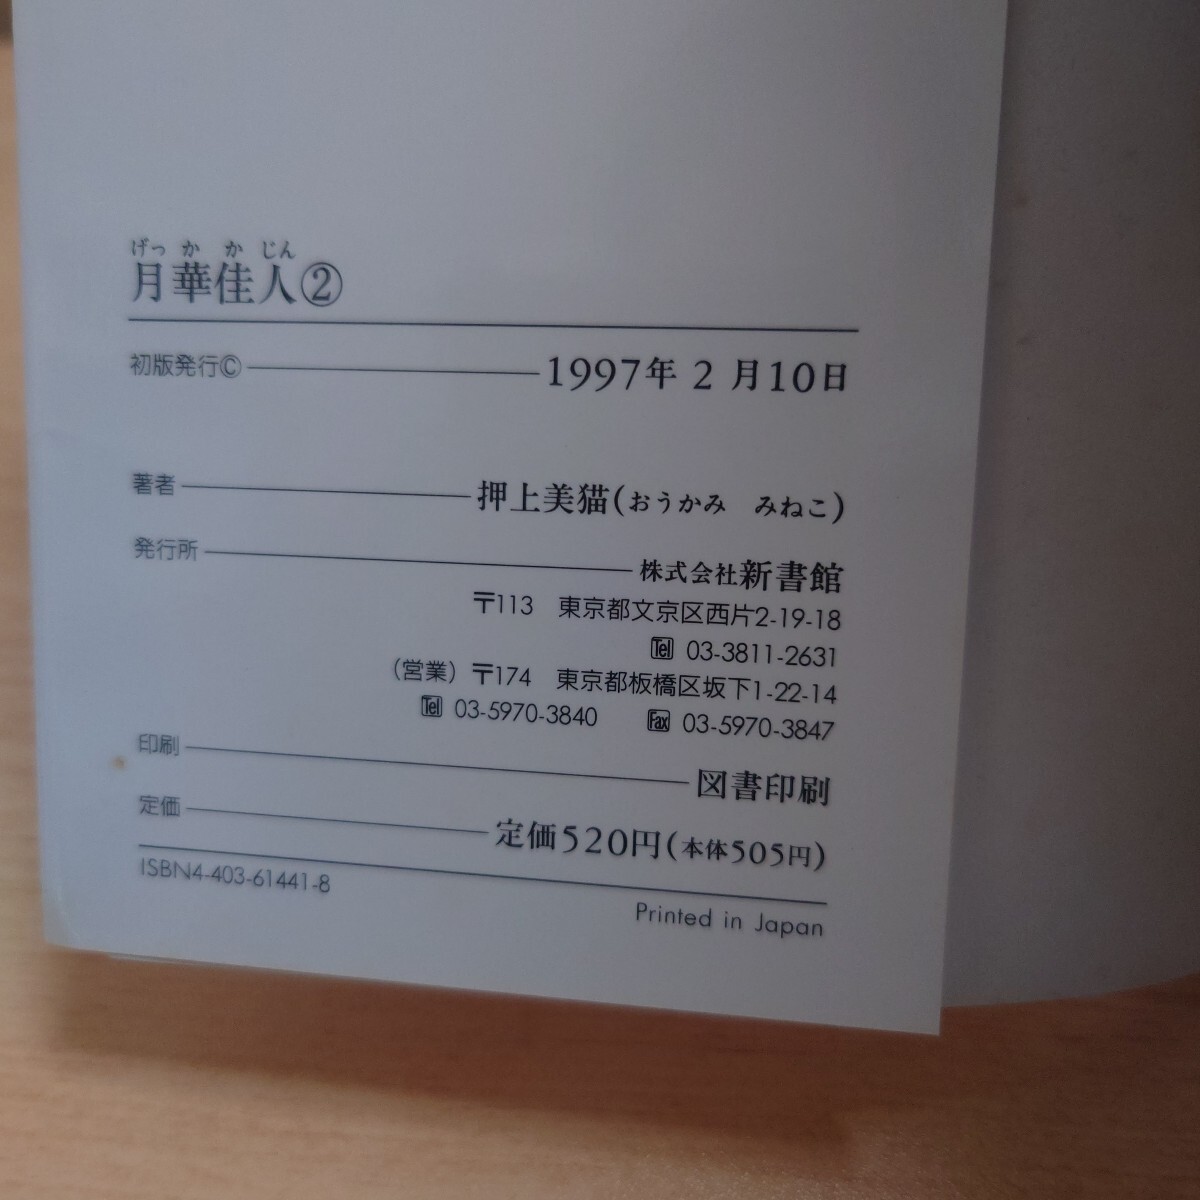 げっかかじん
月華佳人②
初版発行© 1997年2月10日
著者 押上美猫(おうかみ みねこ)
発行所 株式会社新書館
〒113 東京都文京区西片2-19-18
Tel 03-3811-2631
(営業) 〒174 東京都板橋区坂下1-22-14
Tel 03-5970-3840 Fax 03-5970-3847
印刷 図書印刷
定価 定価520円(本体505円)
ISBN4-403-61441-8
Printed in Japan